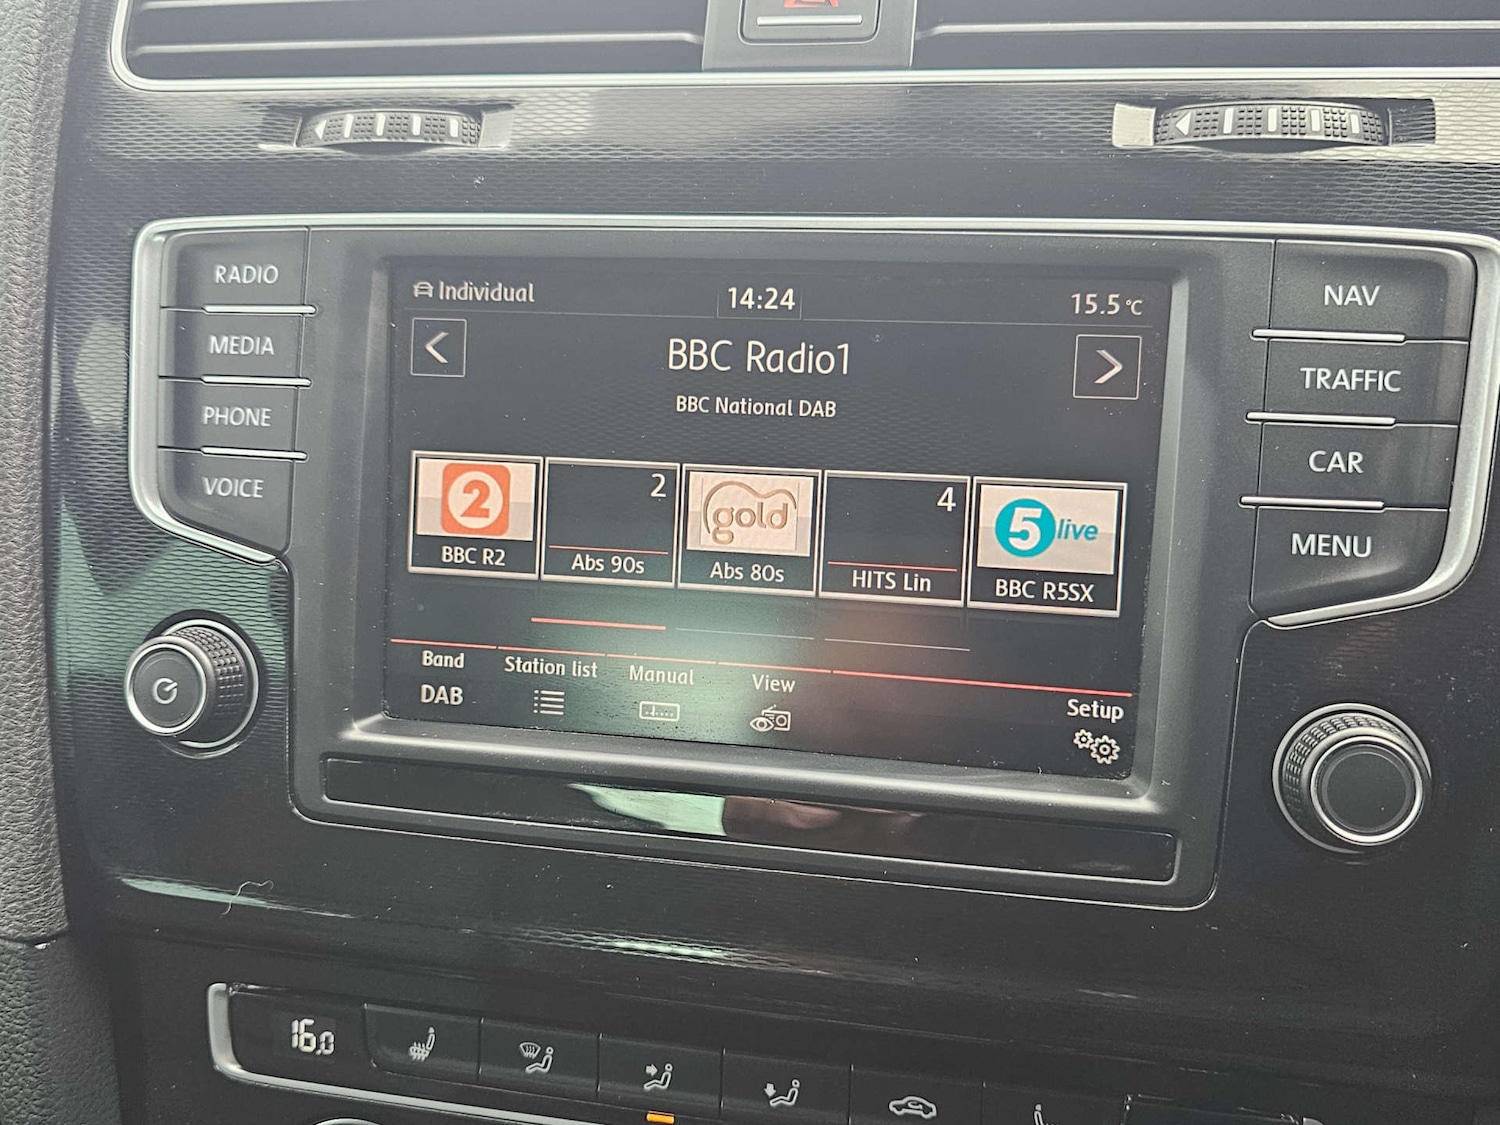 RADIO
MEDIA
PHONE
VOICE
Individual
14:24
15.5 °C
BBC Radio1
BBC National DAB
2
BBC R2
2
Abs 90s
gold
Abs 80s
4
HITS Lin
5 live
BBC R5SX
Band
DAB
Station list
Manual
View
Setup
NAV
TRAFFIC
CAR
MENU
16.0